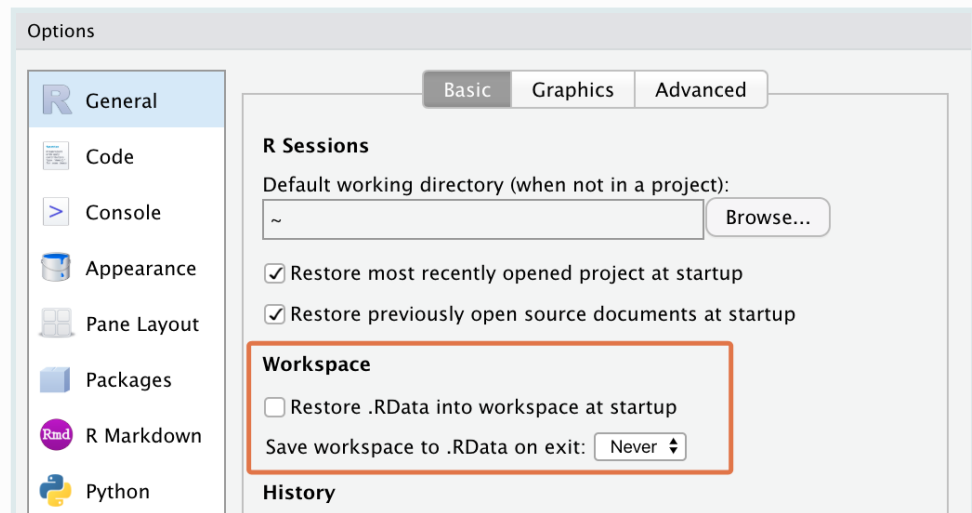 Options
General
Code
Console
Appearance
Pane Layout
Packages
Rmd R Markdown
Python
Basic Graphics Advanced
R Sessions
Default working directory (when not in a project):
~ Browse...
Restore most recently opened project at startup
Restore previously open source documents at startup
Workspace
Restore .RData into workspace at startup
Save workspace to .RData on exit: Never
History